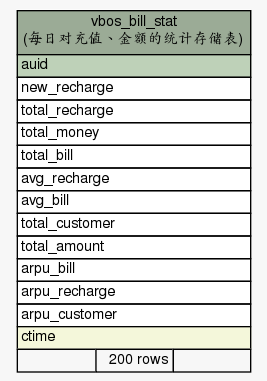 vbos_bill_stat
(每日对充值、金额的统计存储表)
auid
new_recharge
total_recharge
total_money
total_bill
avg_recharge
avg_bill
total_customer
total_amount
arpu_bill
arpu_recharge
arpu_customer
ctime
200 rows